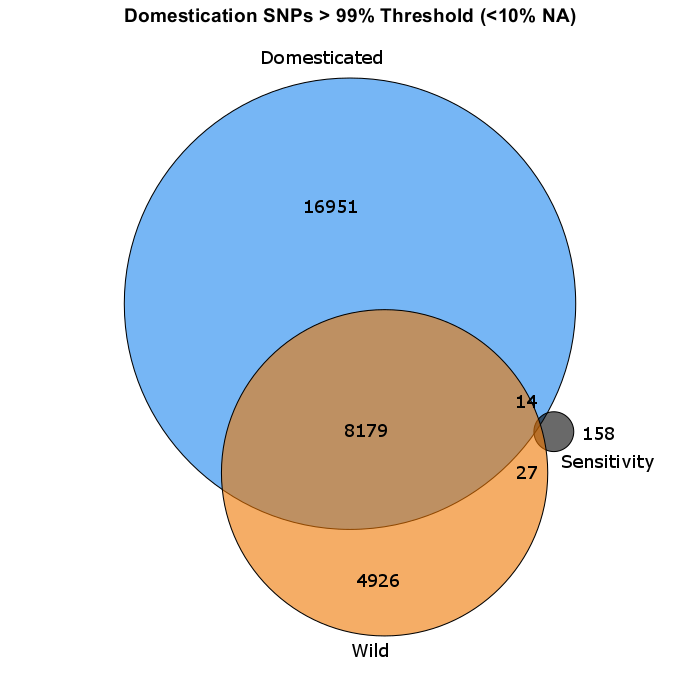 Domestication SNPs > 99% Threshold (<10% NA)
Domesticated
16951
14
8179
158
Sensitivity
27
4926
Wild